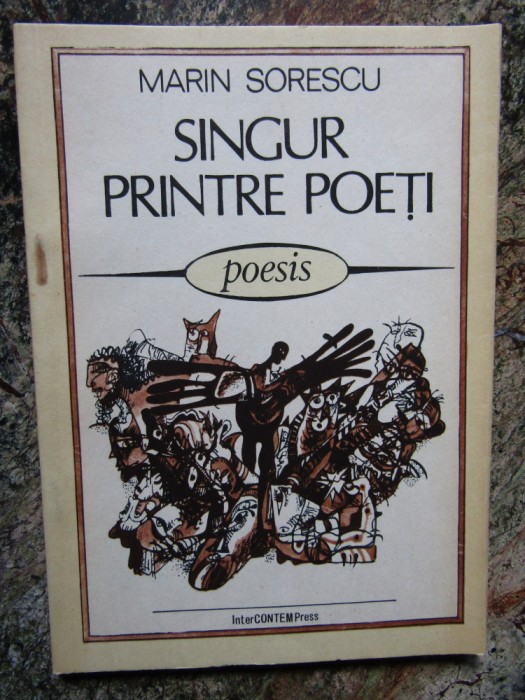 MARIN SORESCU
SINGUR
PRINTRE POEȚI
poesis
InterCONTEMPress